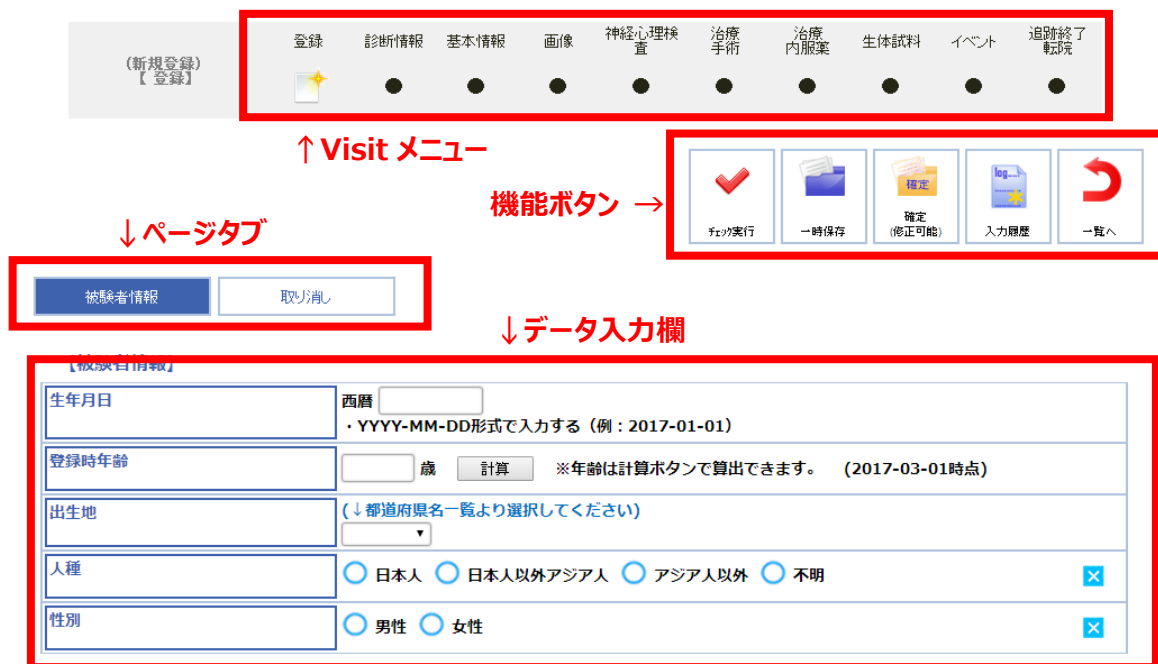 (新規登録)
【 登録】
登録 診断情報 基本情報 画像 神経心理検査 治療 手術 治療 内服薬 生体試料 イベント 追跡終了 転院
↑Visit メニュー
機能ボタン →
チェック実行 一時保存 確定 確定 (修正可能) log... 入力履歴 一覧へ
↓ページタブ
被験者情報 取り消し
↓データ入力欄
【被験者情報】
生年月日 西暦
・YYYY-MM-DD形式で入力する（例：2017-01-01）
登録時年齢 歳 計算 ※年齢は計算ボタンで算出できます。 (2017-03-01時点)
出生地 (↓都道府県名一覧より選択してください)
人種 日本人 日本人以外アジア人 アジア人以外 不明
性別 男性 女性